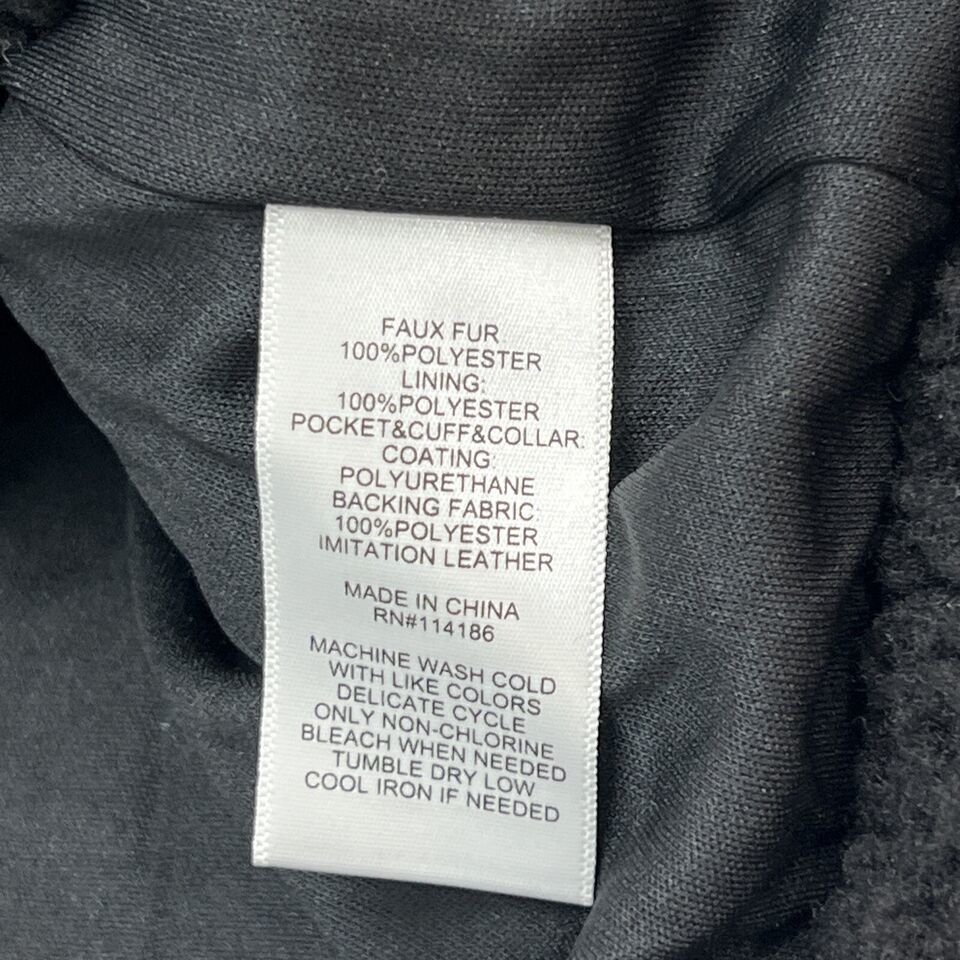 FAUX FUR
100%POLYESTER
LINING:
100%POLYESTER
POCKET&CUFF&COLLAR:
COATING:
POLYURETHANE
BACKING FABRIC:
100%POLYESTER
IMITATION LEATHER
MADE IN CHINA
RN#114186
MACHINE WASH COLD
WITH LIKE COLORS
DELICATE CYCLE
ONLY NON-CHLORINE
BLEACH WHEN NEEDED
TUMBLE DRY LOW
COOL IRON IF NEEDED